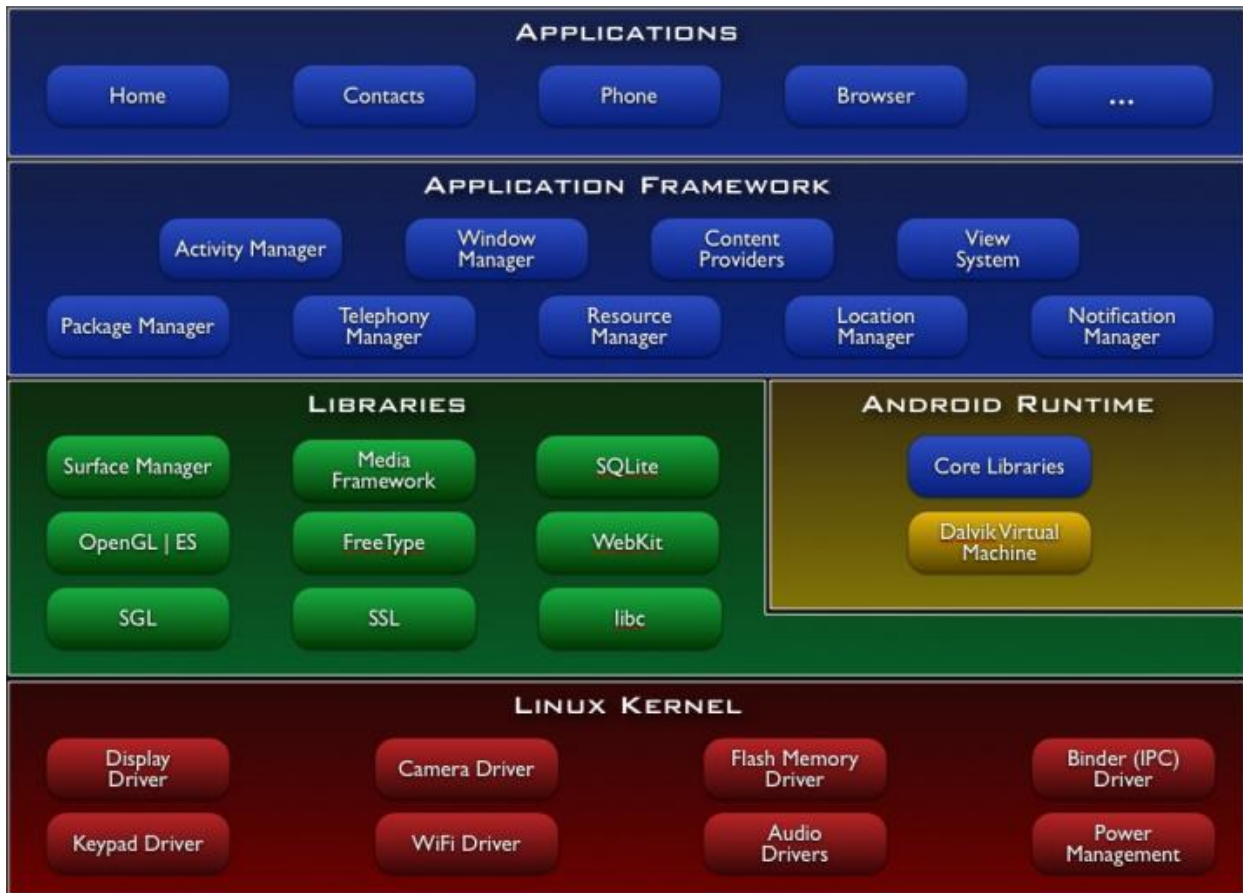 APPLICATIONS
Home
Contacts
Phone
Browser
...
APPLICATION FRAMEWORK
Activity Manager
Window
Manager
Content
Providers
View
System
Package Manager
Telephony
Manager
Resource
Manager
Location
Manager
Notification
Manager
LIBRARIES
Surface Manager
Media
Framework
SQLite
OpenGL | ES
FreeType
WebKit
SGL
SSL
libc
ANDROID RUNTIME
Core Libraries
Dalvik Virtual
Machine
LINUX KERNEL
Display
Driver
Camera Driver
Flash Memory
Driver
Binder (IPC)
Driver
Keypad Driver
WiFi Driver
Audio
Drivers
Power
Management